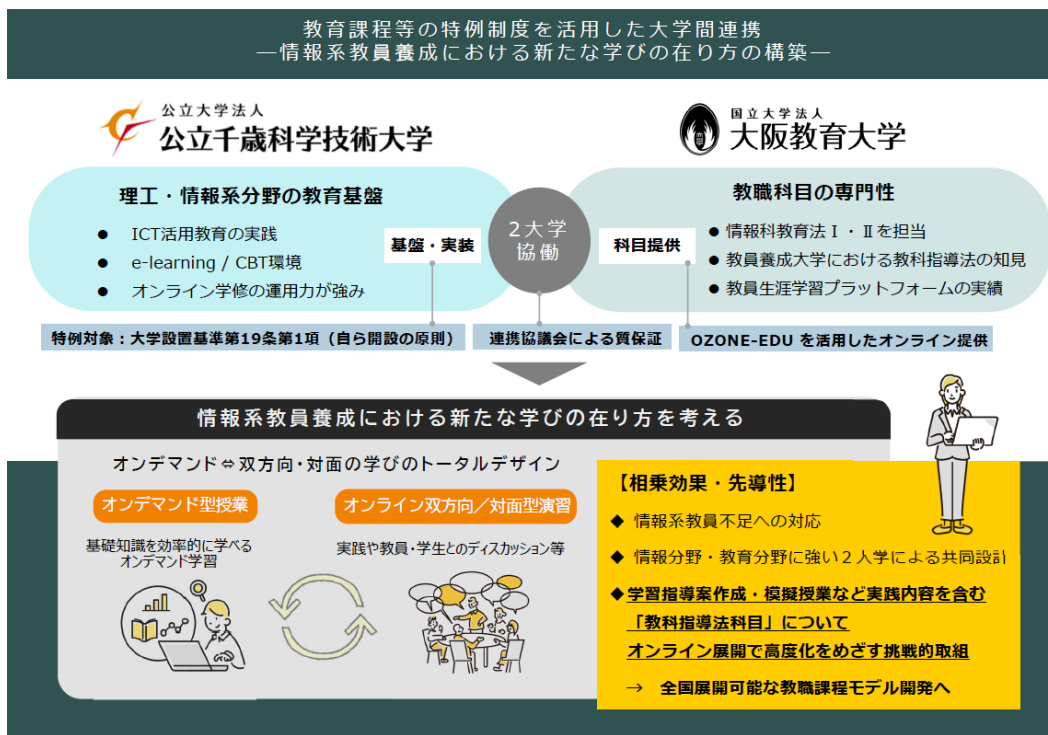 教育課程等の特例制度を活用した大学間連携
―情報系教員養成における新たな学びの在り方の構築―
公立大学法人
公立千歳科学技術大学
国立大学法人
大阪教育大学
理工・情報系分野の教育基盤
● ICT活用教育の実践
● e-learning / CBT環境
● オンライン学修の運用力が強み
基盤・実装
2大学
協働
科目提供
教職科目の専門性
● 情報科教育法Ⅰ・Ⅱを担当
● 教員養成大学における教科指導法の知見
● 教員生涯学習プラットフォームの実績
特例対象：大学設置基準第19条第1項（自ら開設の原則）
連携協議会による質保証
OZONE-EDU を活用したオンライン提供
情報系教員養成における新たな学びの在り方を考える
オンデマンド⇔双方向・対面の学びのトータルデザイン
オンデマンド型授業
基礎知識を効率的に学べる
オンデマンド学習
オンライン双方向／対面型演習
実践や教員・学生とのディスカッション等
【相乗効果・先導性】
◆ 情報系教員不足への対応
◆ 情報分野・教育分野に強い２人学による共同設計
◆学習指導案作成・模擬授業など実践内容を含む
「教科指導法科目」について
オンライン展開で高度化をめざす挑戦的取組
→ 全国展開可能な教職課程モデル開発へ